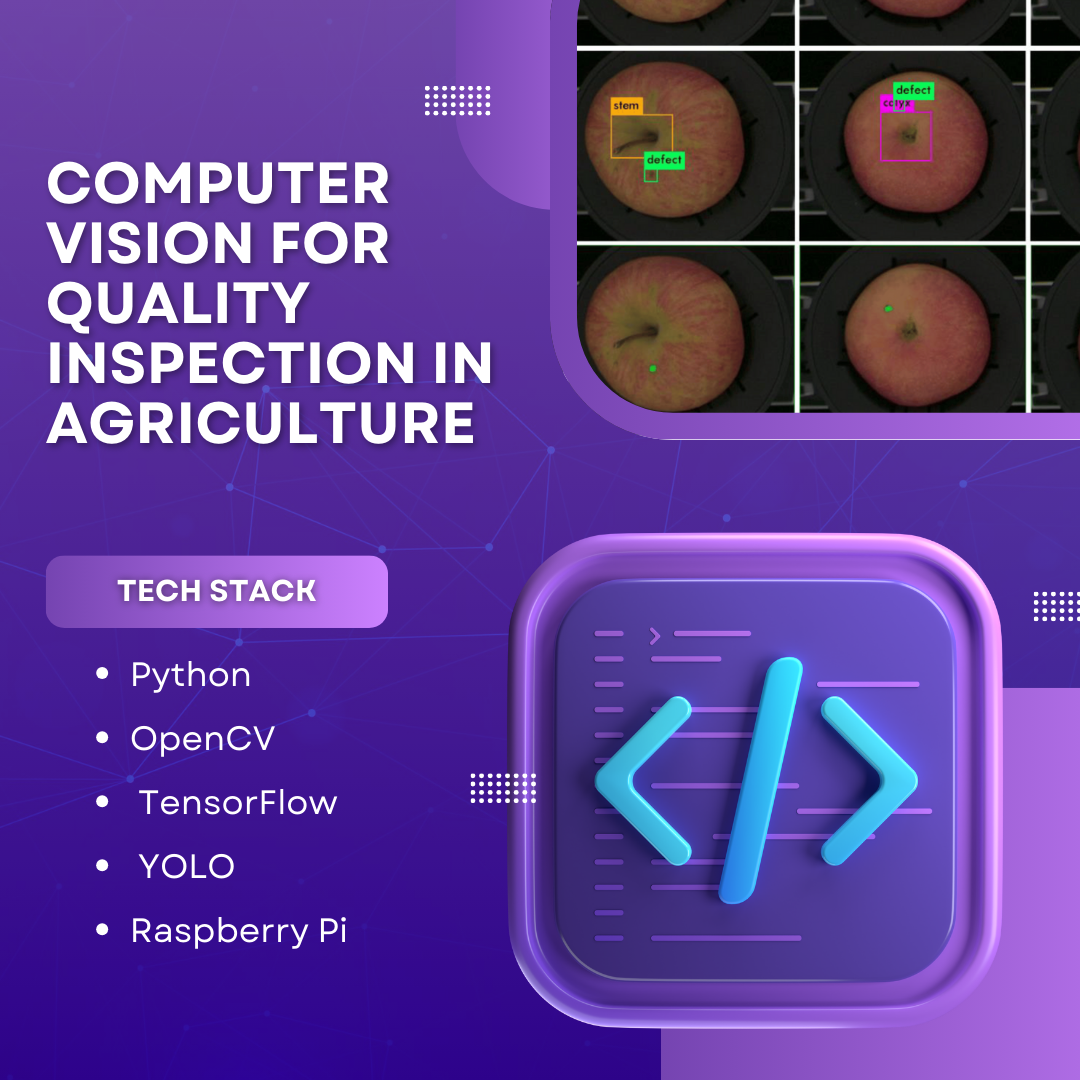 stem
defect
defect
calyx
COMPUTER
VISION FOR
QUALITY
INSPECTION IN
AGRICULTURE
TECH STACK
Python
OpenCV
TensorFlow
YOLO
Raspberry Pi